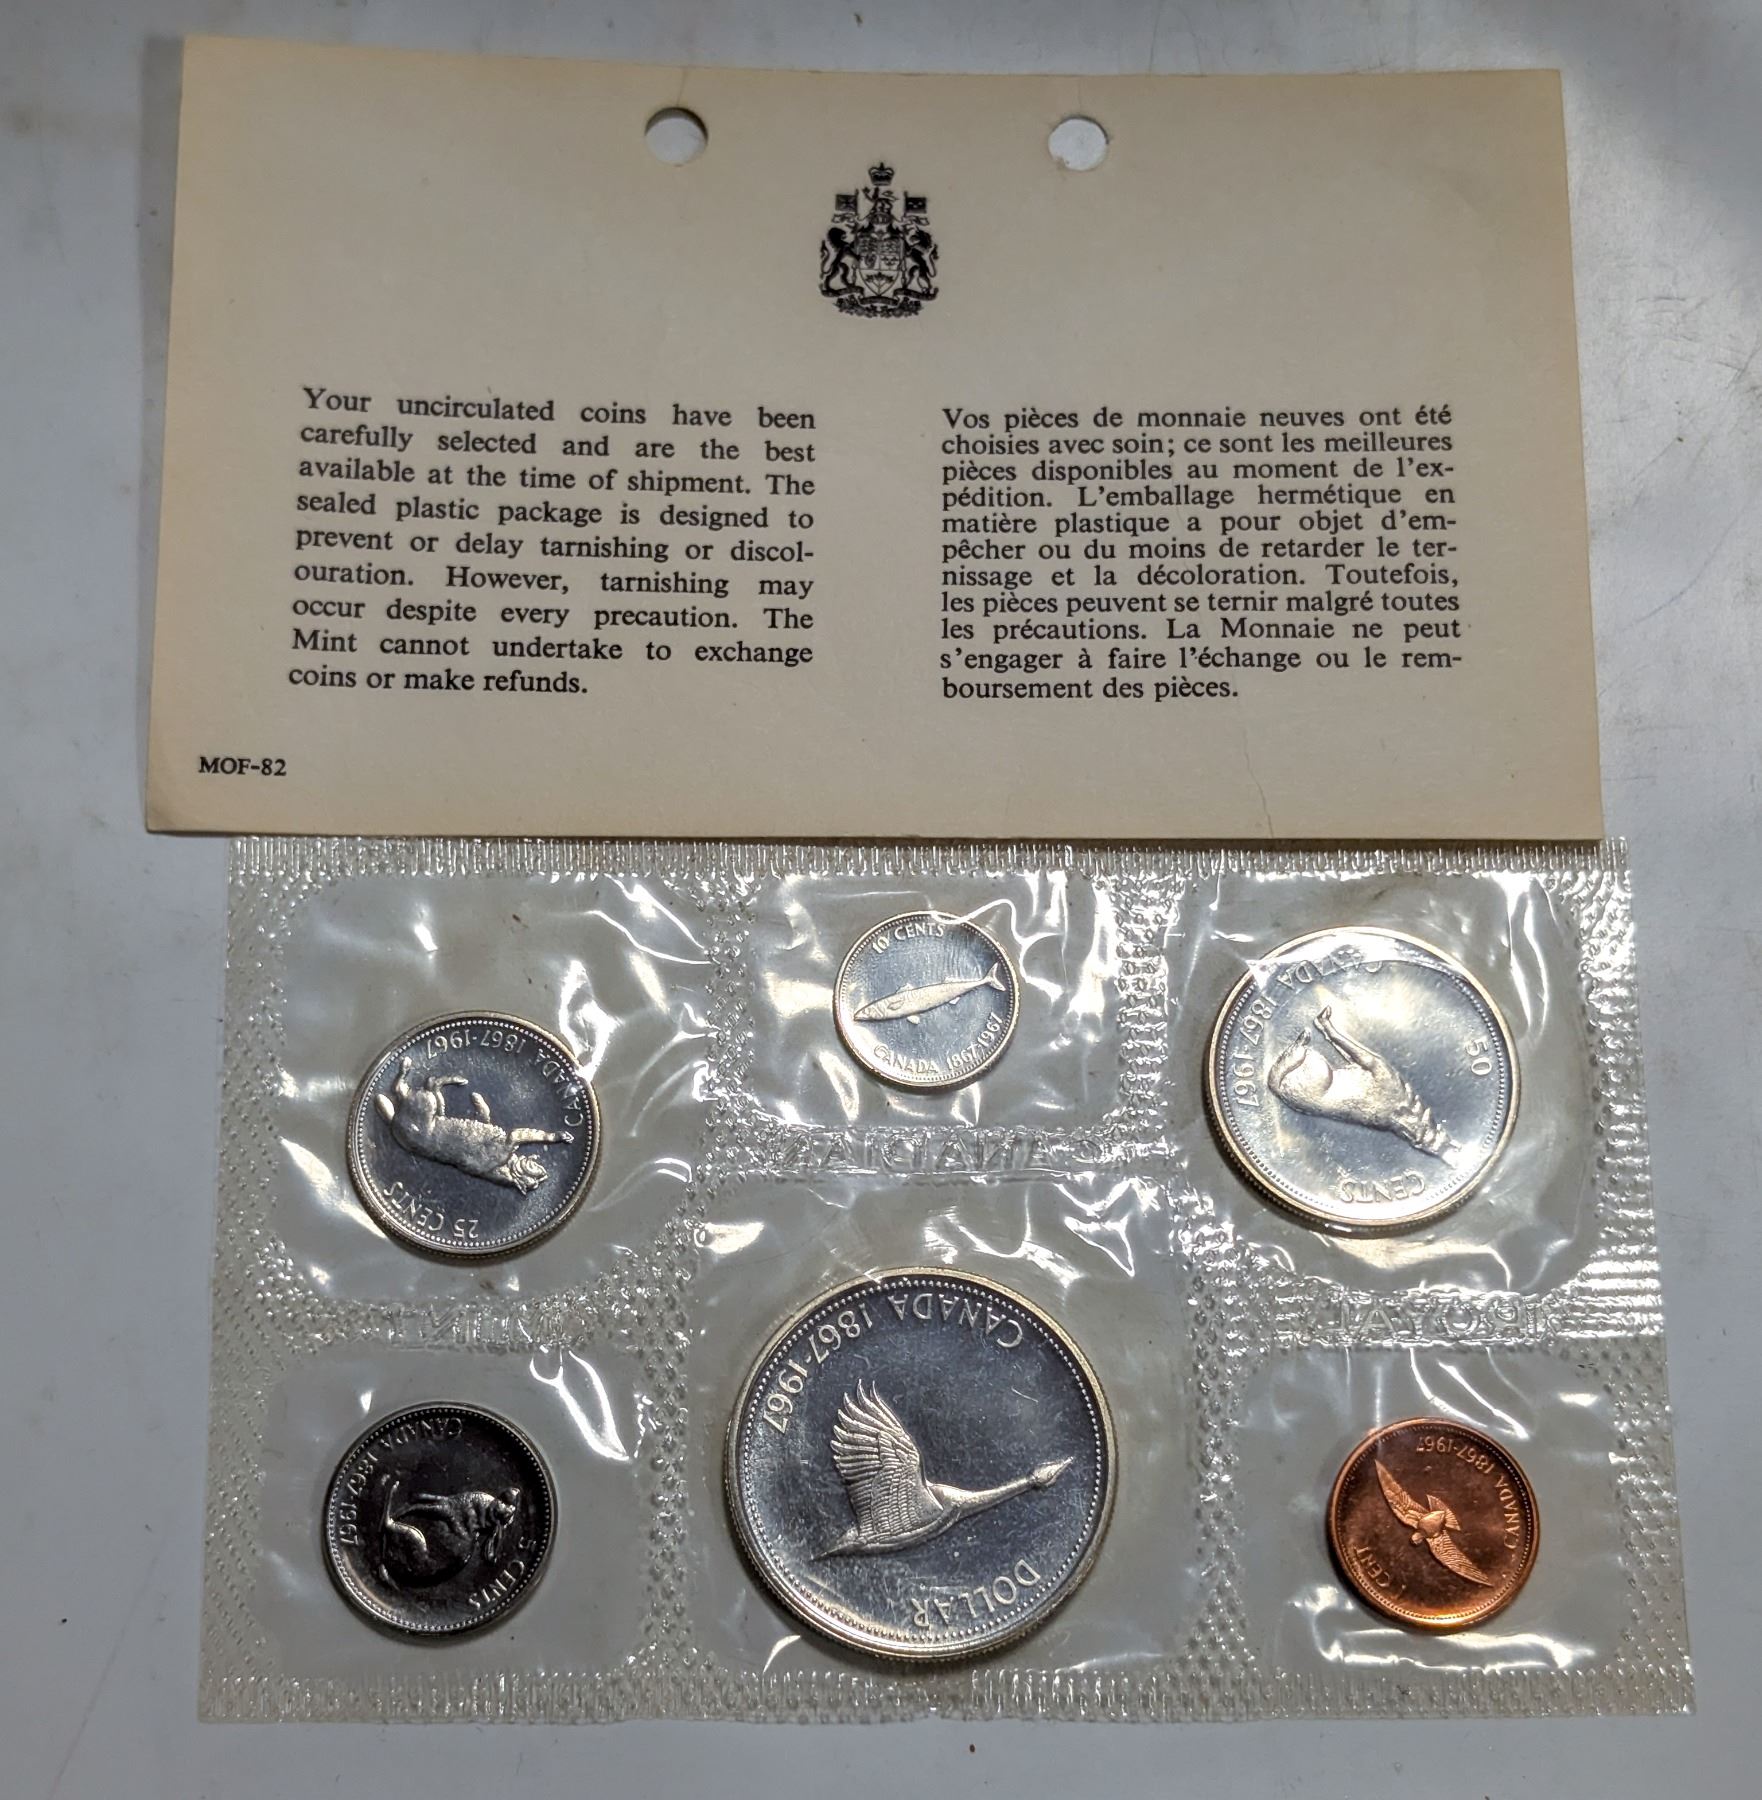 Your uncirculated coins have been
carefully selected and are the best
available at the time of shipment. The
sealed plastic package is designed to
prevent or delay tarnishing or discol-
ouration. However, tarnishing may
occur despite every precaution. The
Mint cannot undertake to exchange
coins or make refunds.
Vos pièces de monnaie neuves ont été
choisies avec soin; ce sont les meilleures
pièces disponibles au moment de l'ex-
pédition. L'emballage hermétique en
matière plastique a pour objet d'em-
pêcher ou du moins de retarder le ter-
nissage et la décoloration. Toutefois,
les pièces peuvent se ternir malgré toutes
les précautions. La Monnaie ne peut
s'engager à faire l'échange ou le rem-
boursement des pièces.
MOF-82
CANADA 1867-1967
25 CENTS
10 CENTS
CANADA 1867-1967
CANADA 1867-1967
50
CENTS
CANADIAN
ROYAL
MINT
CANADA 1867-1967
5 CENTS
CANADA 1867-1967
DOLLAR
CANADA 1867-1967
1 CENT